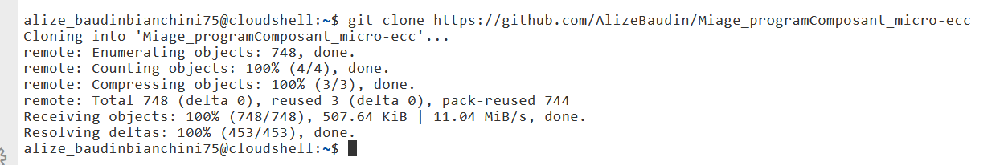 alize_baudinbianchini75@cloudshell:~$ git clone https://github.com/AlizeBaudin/Miage_programComposant_micro-ecc
Cloning into 'Miage_programComposant_micro-ecc'...
remote: Enumerating objects: 748, done.
remote: Counting objects: 100% (4/4), done.
remote: Compressing objects: 100% (3/3), done.
remote: Total 748 (delta 0), reused 3 (delta 0), pack-reused 744
Receiving objects: 100% (748/748), 507.64 KiB | 11.04 MiB/s, done.
Resolving deltas: 100% (453/453), done.
alize_baudinbianchini75@cloudshell:~$